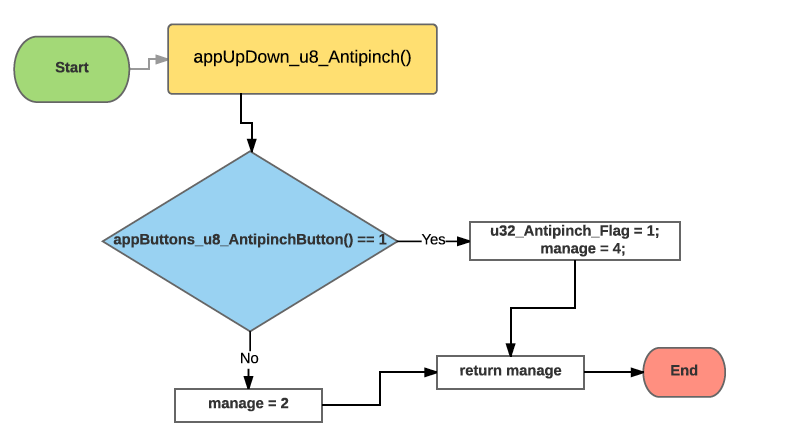 Start
appUpDown_u8_Antipinch()
appButtons_u8_AntipinchButton() == 1
Yes
u32_Antipinch_Flag = 1;
manage = 4;
No
return manage
End
manage = 2